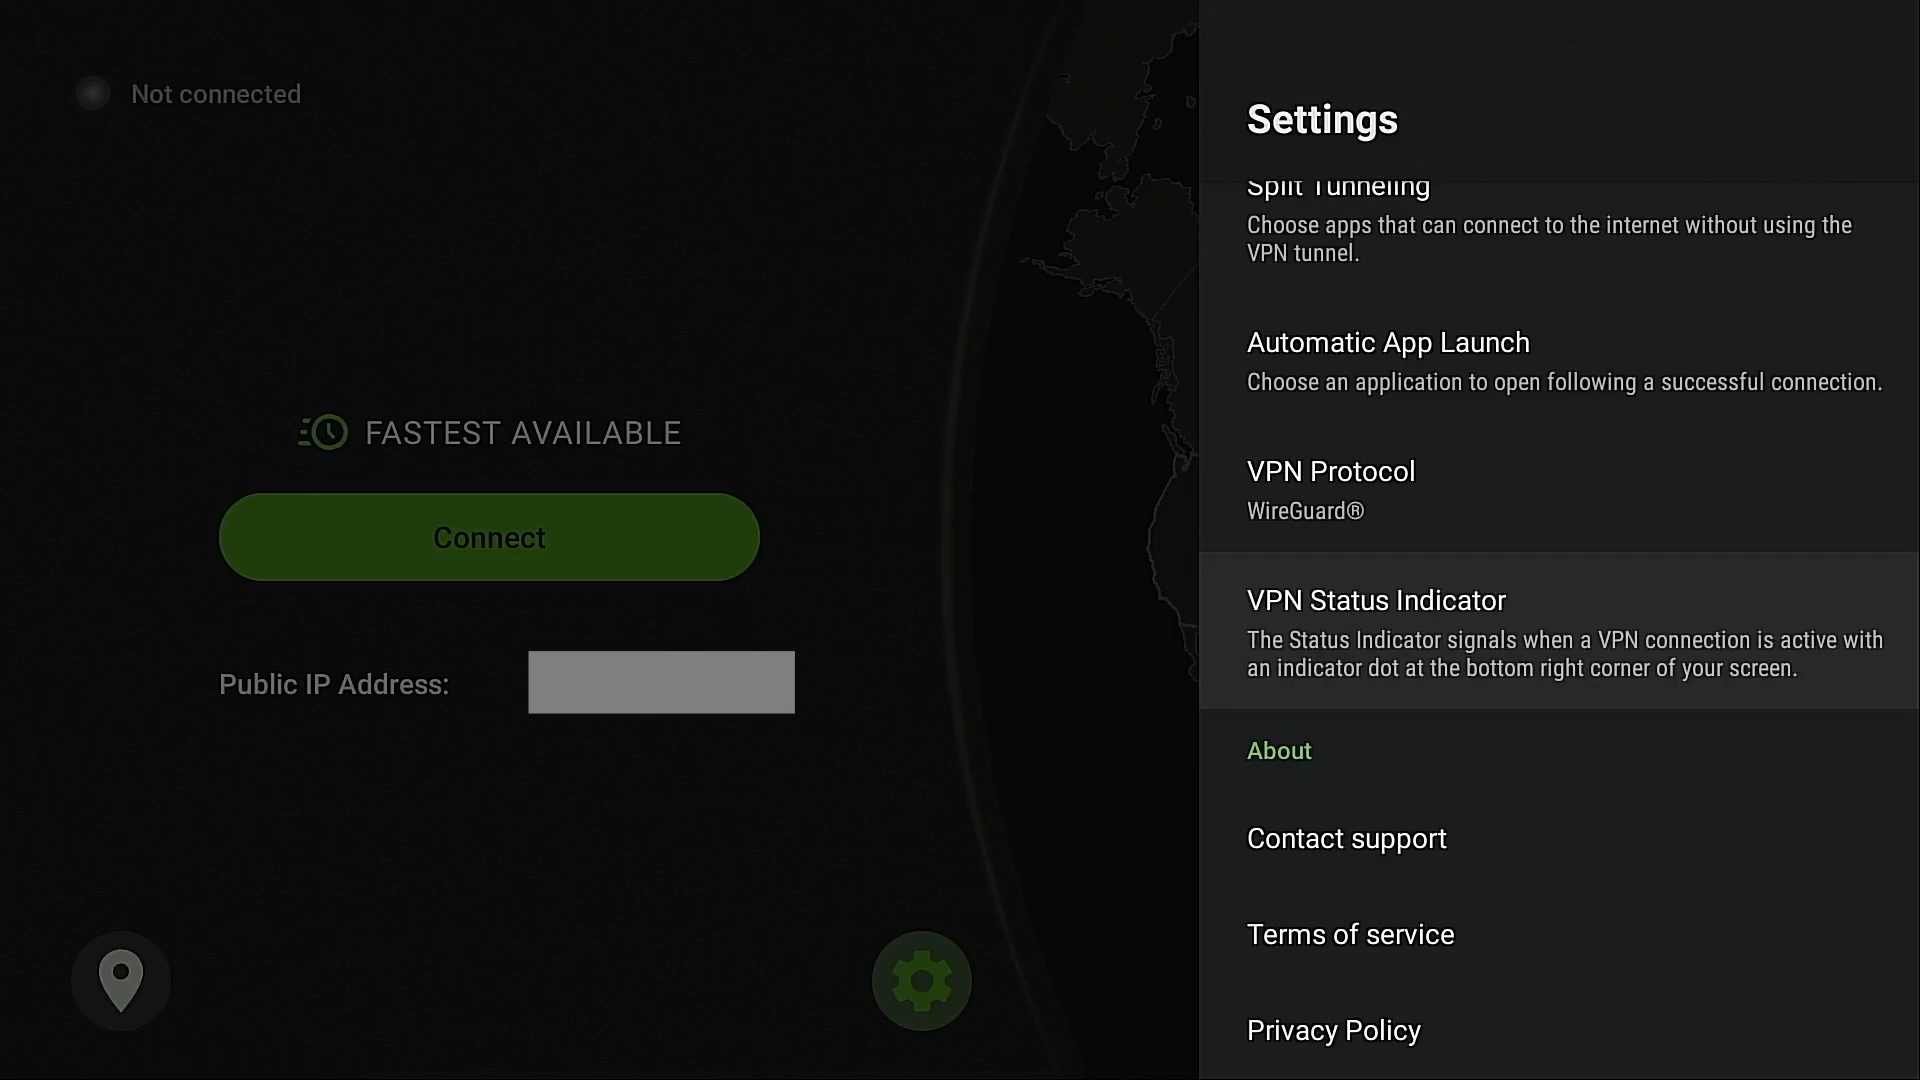 Not connected
FASTEST AVAILABLE
Connect
Public IP Address:
Settings
Split Tunneling
Choose apps that can connect to the internet without using the
VPN tunnel.
Automatic App Launch
Choose an application to open following a successful connection.
VPN Protocol
WireGuard®
VPN Status Indicator
The Status Indicator signals when a VPN connection is active with
an indicator dot at the bottom right corner of your screen.
About
Contact support
Terms of service
Privacy Policy